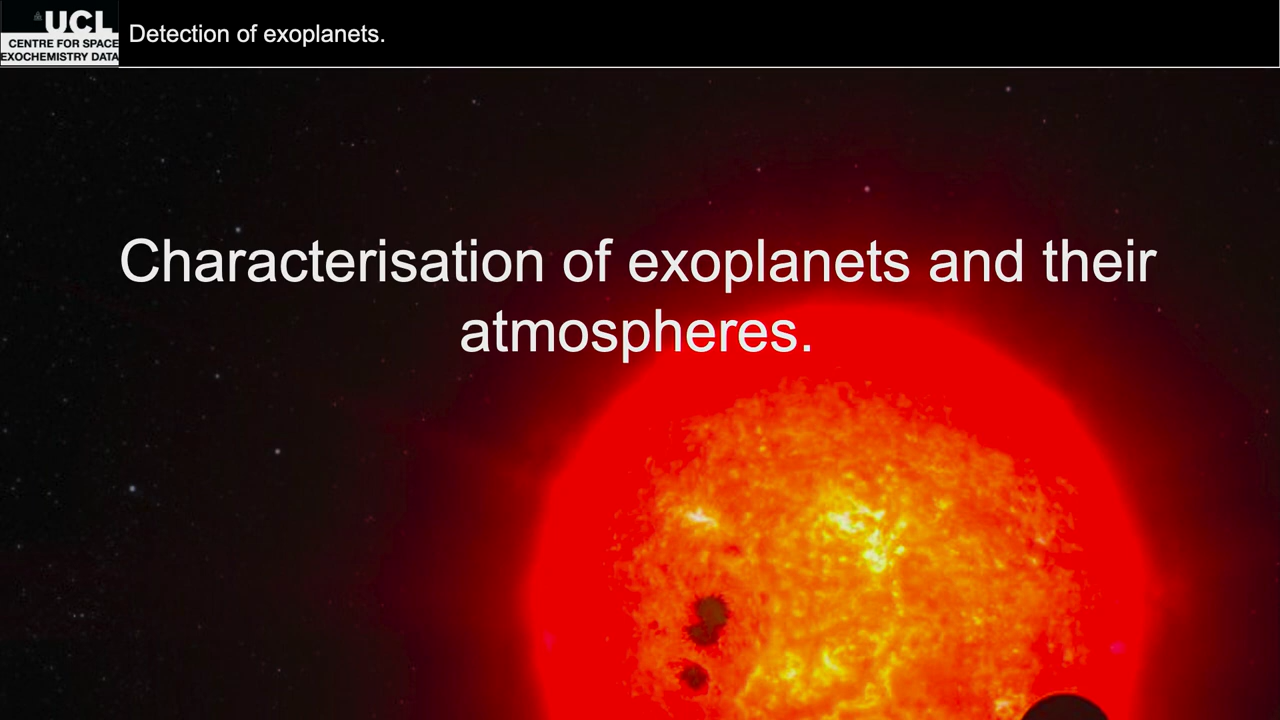 UCL
CENTRE FOR SPACE
EXOCHEMISTRY DATA
Detection of exoplanets.
Characterisation of exoplanets and their
atmospheres.